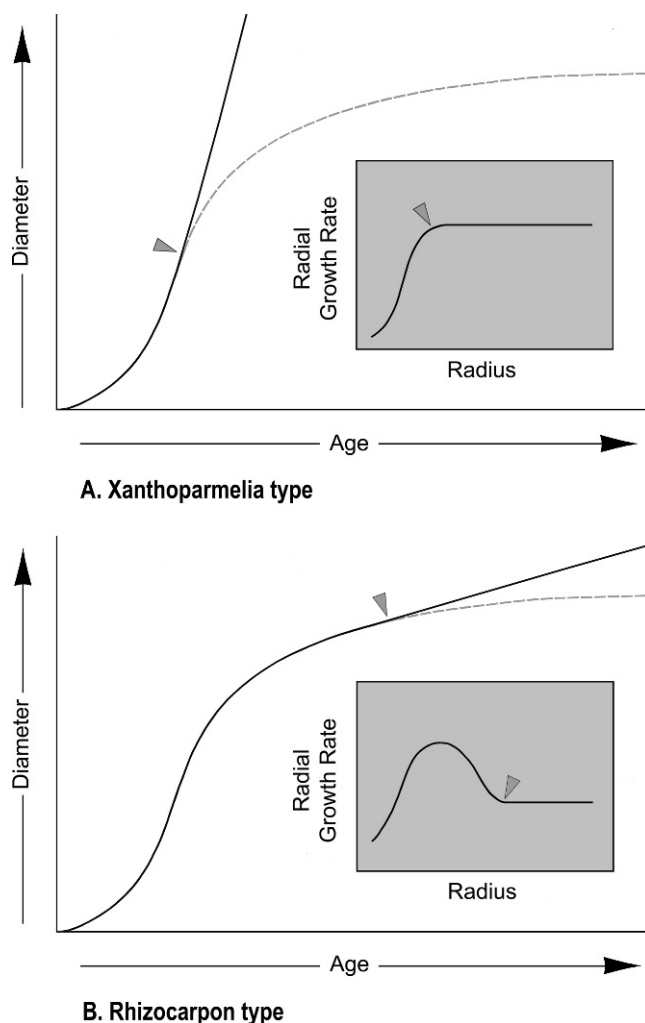 Diameter
Radial
Growth Rate
Radius
Age
A. Xanthoparmelia type
Diameter
Radial
Growth Rate
Radius
Age
B. Rhizocarpon type